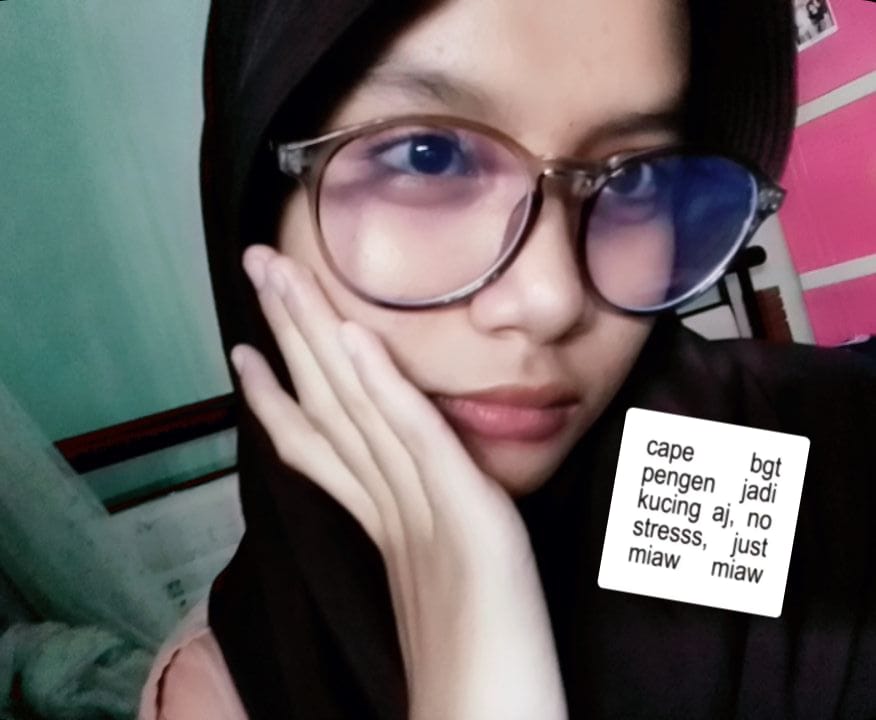 cape bgt
pengen jadi
kucing aj, no
stresss, just
miaw miaw